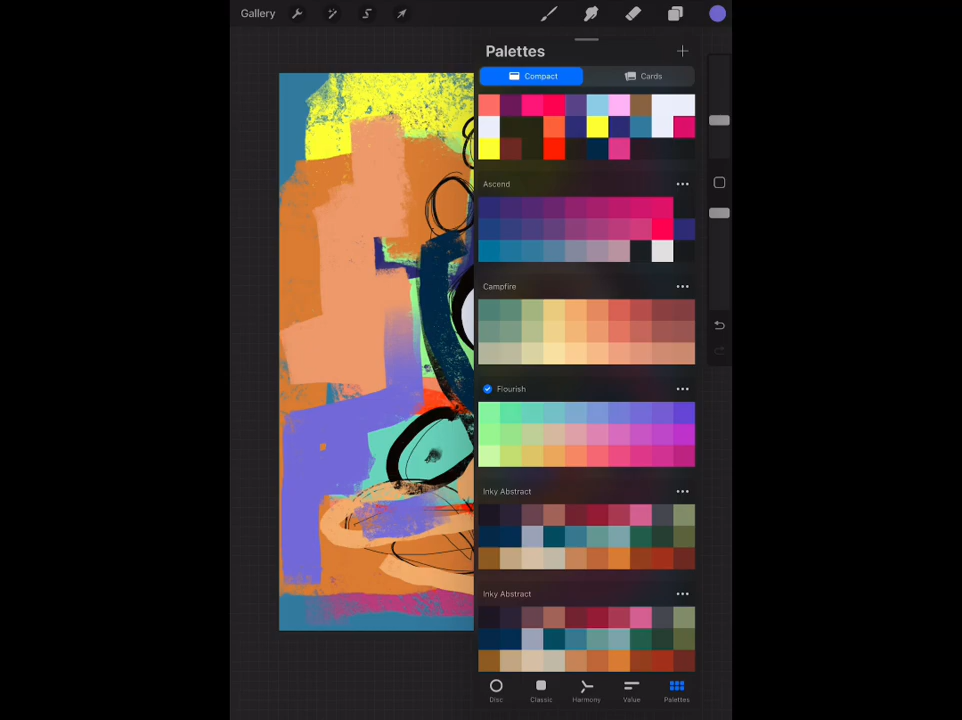 Gallery
Palettes
Compact
Cards
Ascend
Campfire
Flourish
Inky Abstract
Inky Abstract
Disc
Classic
Harmony
Value
Palettes